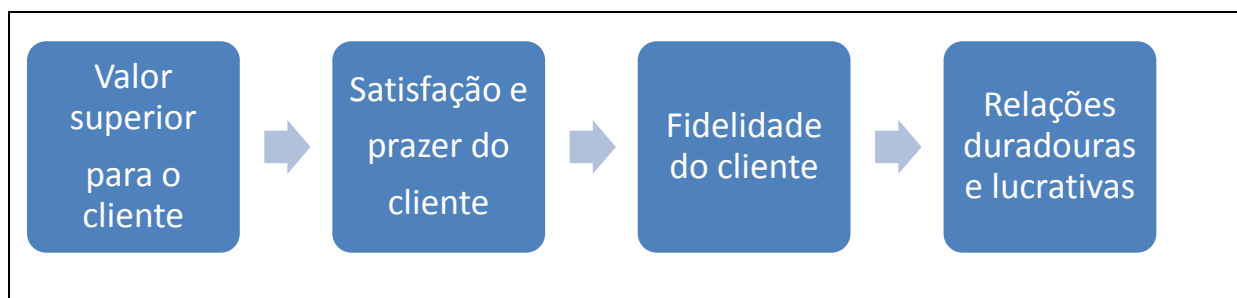 Valor
superior
para o
cliente
Satisfação e
prazer do
cliente
Fidelidade
do cliente
Relações
duradouras
e lucrativas